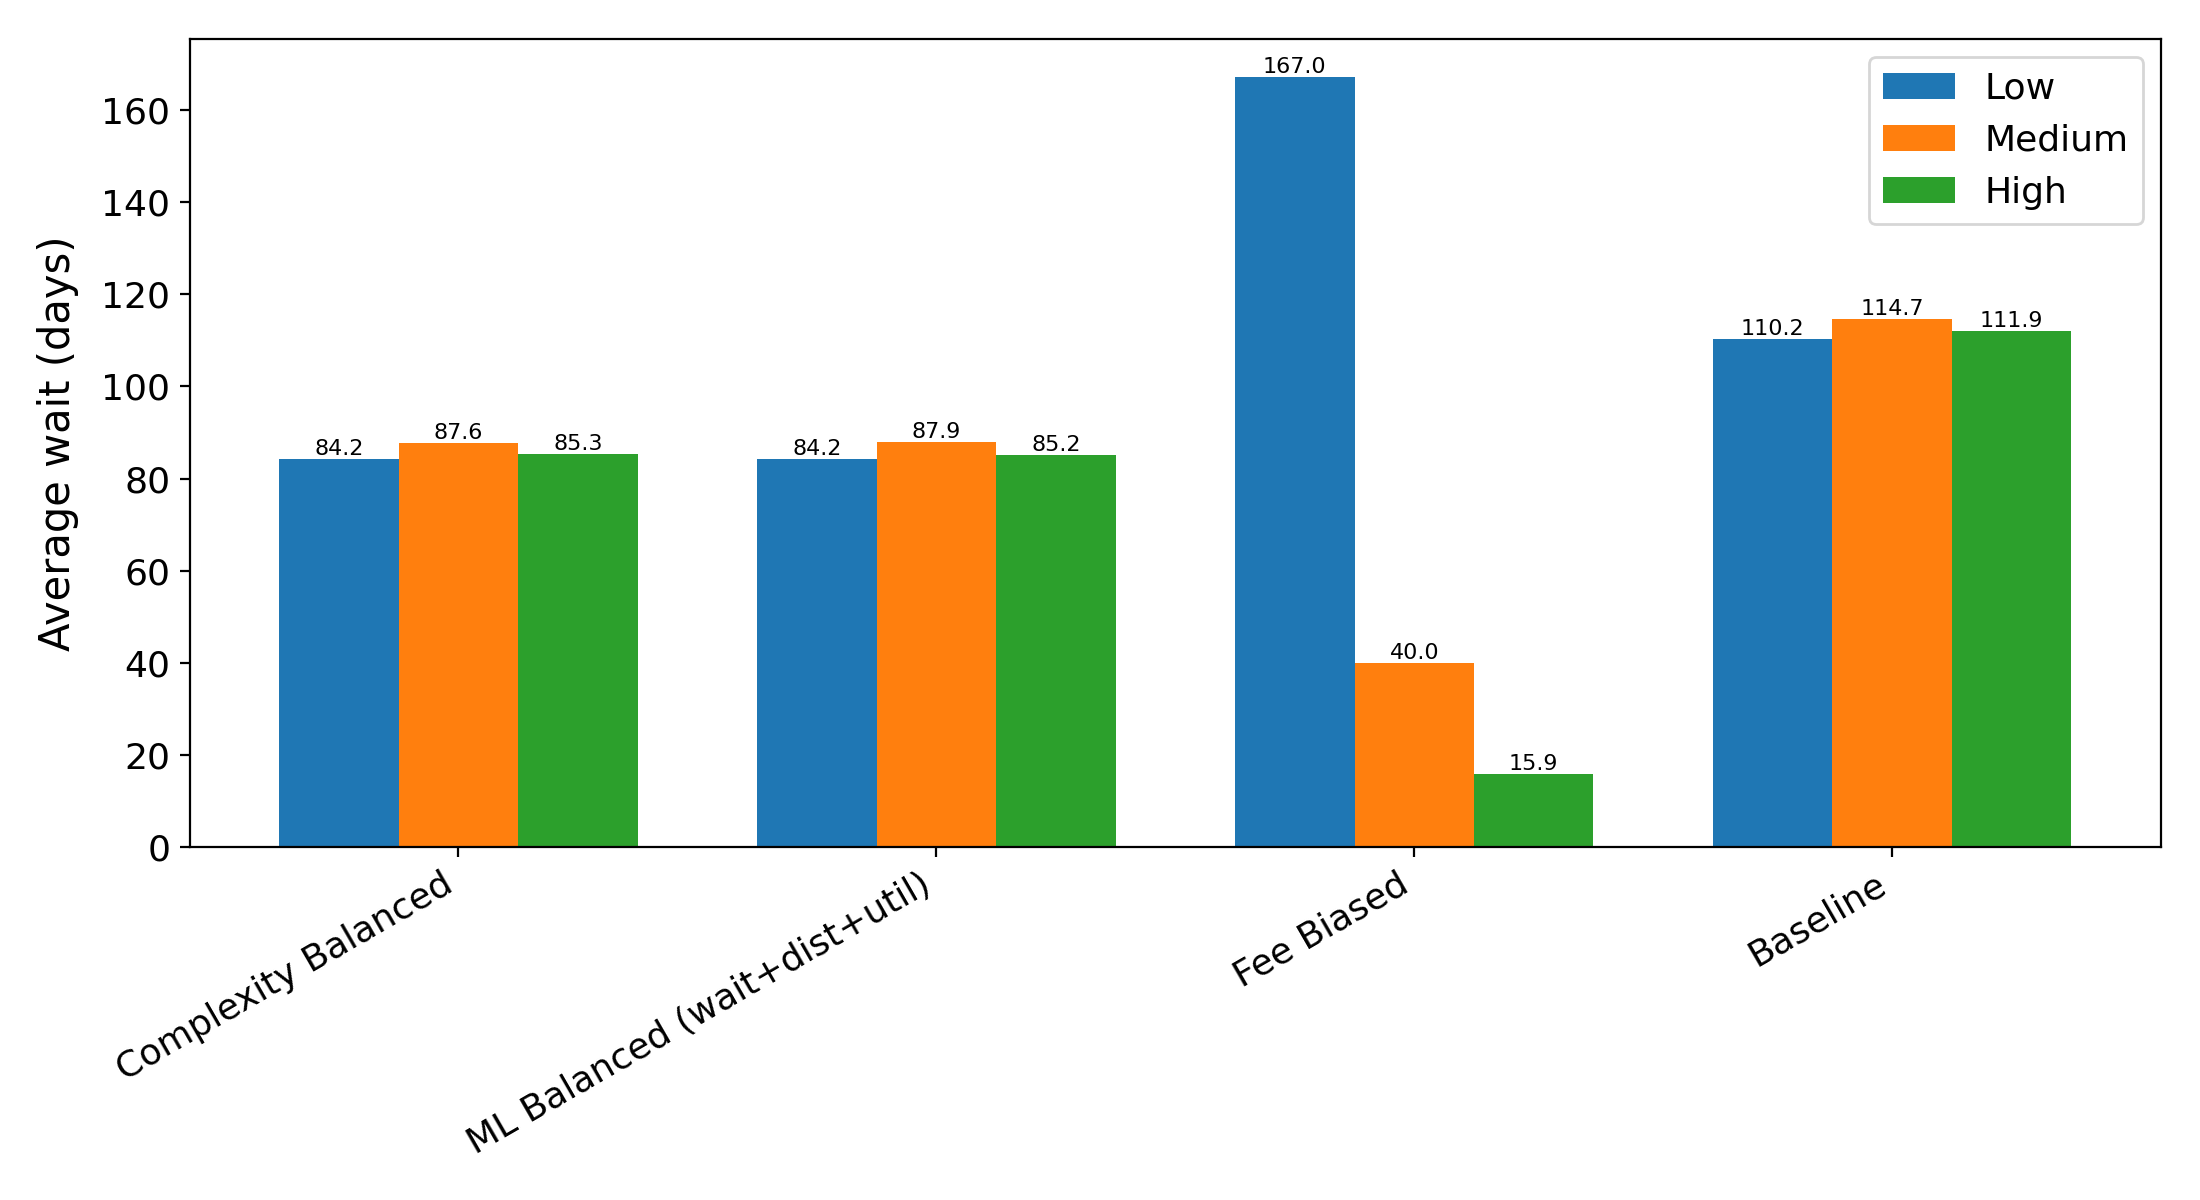 Average wait (days)
160
140
120
100
80
60
40
20
0
84.2
87.6
85.3
84.2
87.9
85.2
167.0
40.0
15.9
110.2
114.7
111.9
Low
Medium
High
Complexity Balanced
ML Balanced (wait+dist+util)
Fee Biased
Baseline